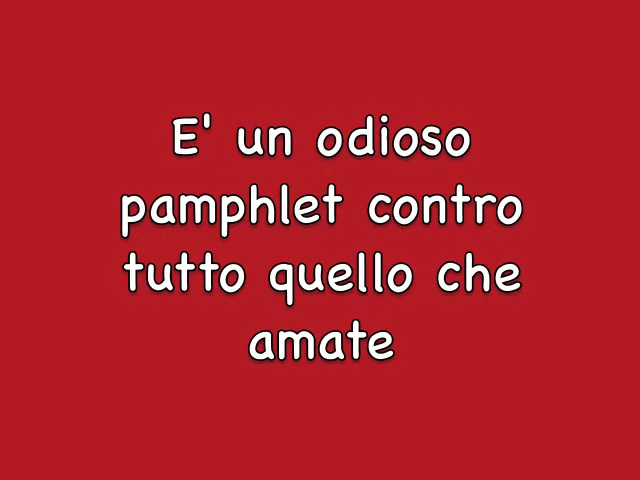 E' un odioso
pamphlet contro
tutto quello che
amate